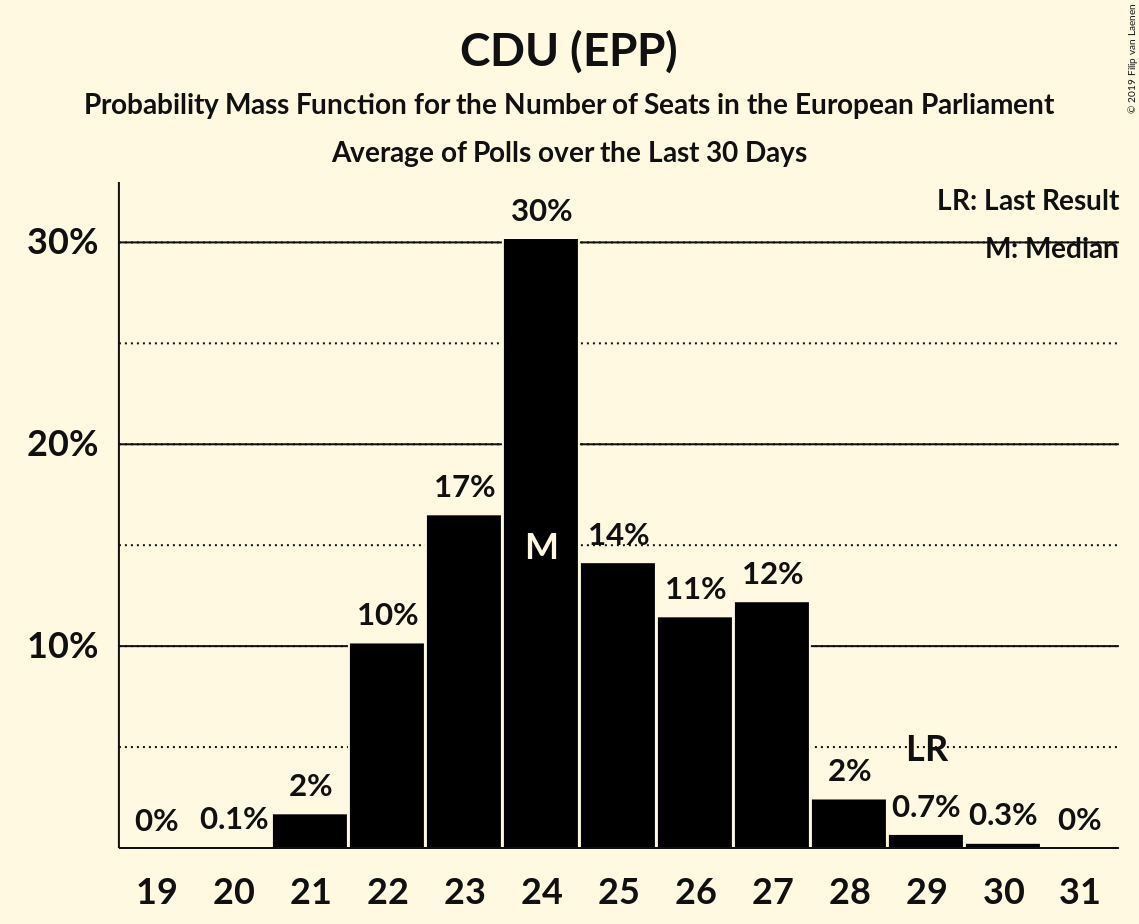 CDU (EPP)
Probability Mass Function for the Number of Seats in the European Parliament
Average of Polls over the Last 30 Days
© 2019 Filip van Laenen
LR: Last Result
M: Median
30%
20%
10%
0%
0.1%
2%
10%
17%
30%
M
14%
11%
12%
2%
LR
0.7%
0.3%
0%
19 20 21 22 23 24 25 26 27 28 29 30 31